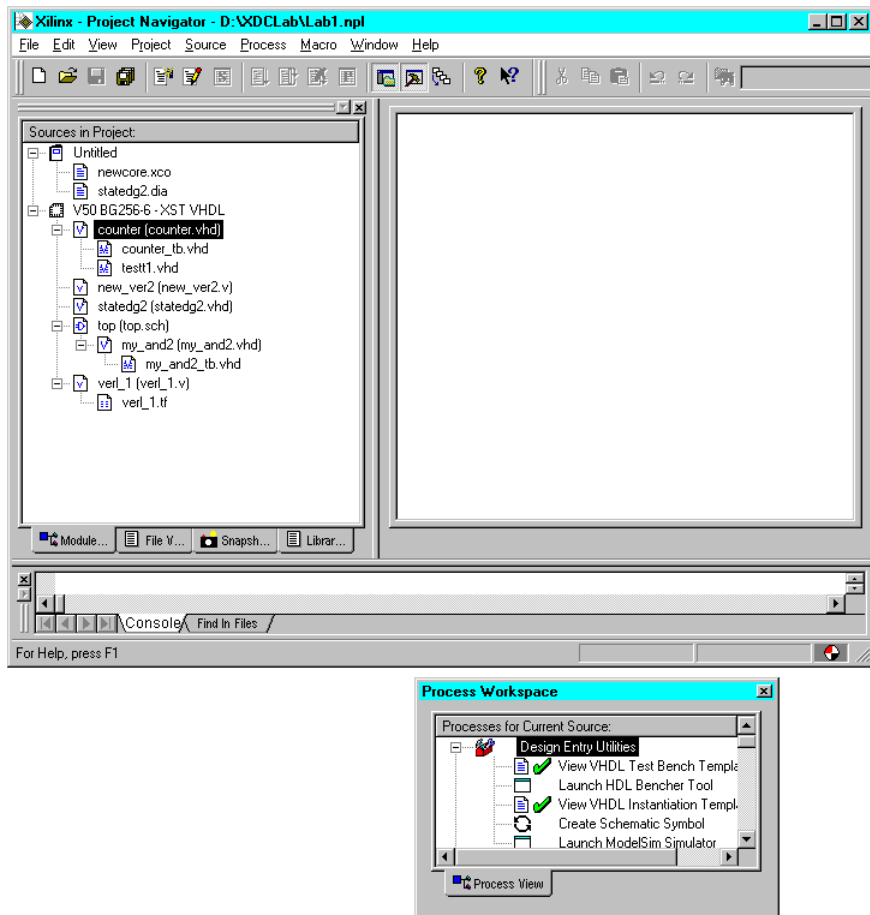 Xilinx - Project Navigator - D:\XDCLab\Lab1.npl
File Edit View Project Source Process Macro Window Help
Sources in Project:
Untitled
newcore.xco
statedg2.dia
V50 BG256-6 - XST VHDL
counter (counter.vhd)
counter_tb.vhd
testt1.vhd
new_ver2 (new_ver2.v)
statedg2 (statedg2.vhd)
top (top.sch)
my_and2 (my_and2.vhd)
my_and2_tb.vhd
verl_1 (verl_1.v)
verl_1.tf
Module... File V... Snapsh... Librar...
Console Find In Files
For Help, press F1
Process Workspace
Processes for Current Source:
Design Entry Utilities
View VHDL Test Bench Templa
Launch HDL Bencher Tool
View VHDL Instantiation Templ
Create Schematic Symbol
Launch ModelSim Simulator
Process View